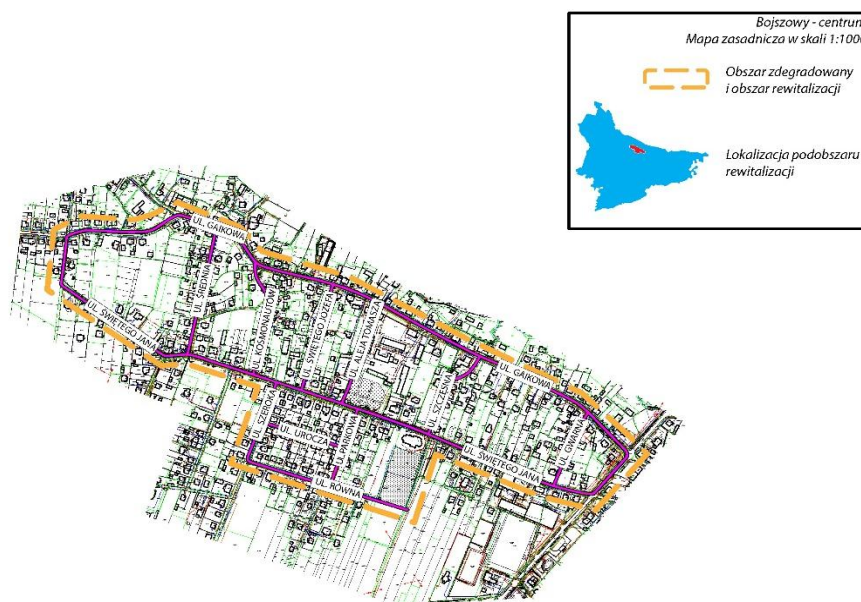 Bojszowy - centrum
Mapa zasadnicza w skali 1:1000
Obszar zdegradowany
i obszar rewitalizacji
Lokalizacja podobszaru
rewitalizacji
UL. GAIKOWA
UL. ŚREDNIA
UL. KOSMONAUTÓW
UL. ŚWIĘTEGO JÓZEFA
UL. ALEJA TOMASZA
UL. ŚWIĘTEGO JANA
UL. SZCZĘSNA
UL. GAIKOWA
UL. SZEROKA
UL. UROCZA
UL. PARKOWA
UL. RÓWNA
UL. ŚWIĘTEGO JANA
UL. GWARNA